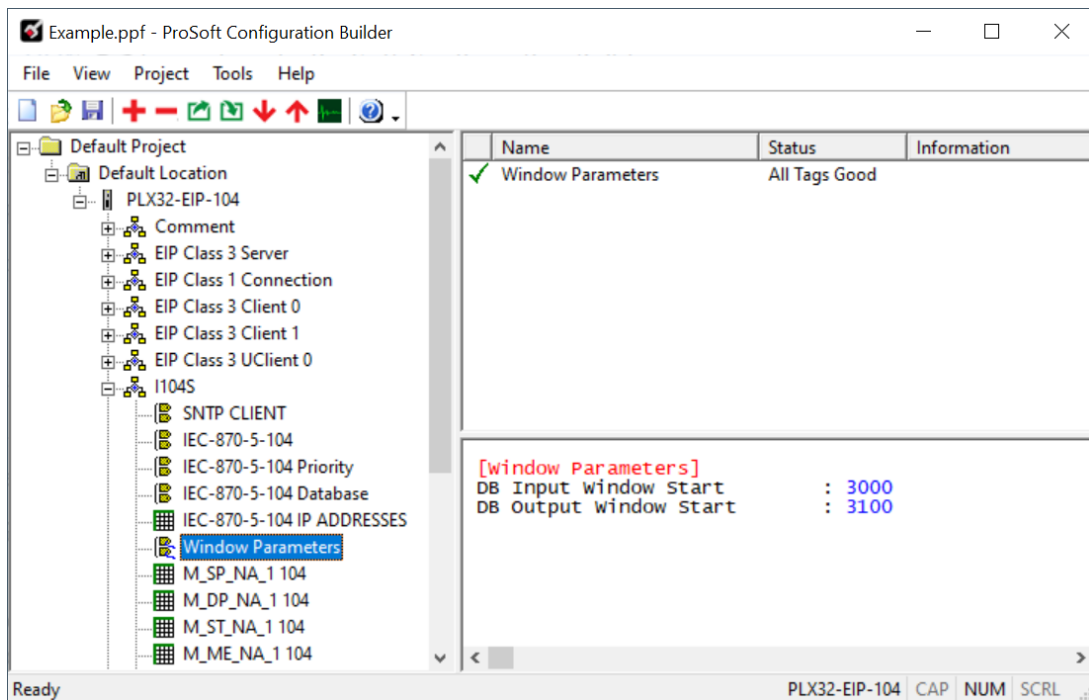 Example.ppf - ProSoft Configuration Builder
File View Project Tools Help
Default Project
Default Location
PLX32-EIP-104
Comment
EIP Class 3 Server
EIP Class 1 Connection
EIP Class 3 Client 0
EIP Class 3 Client 1
EIP Class 3 UClient 0
I104S
SNTP CLIENT
IEC-870-5-104
IEC-870-5-104 Priority
IEC-870-5-104 Database
IEC-870-5-104 IP ADDRESSES
Window Parameters
M_SP_NA_1 104
M_DP_NA_1 104
M_ST_NA_1 104
M_ME_NA_1 104
Name Status Information
Window Parameters All Tags Good
[Window Parameters]
DB Input Window Start : 3000
DB Output Window Start : 3100
Ready PLX32-EIP-104 CAP NUM SCRL